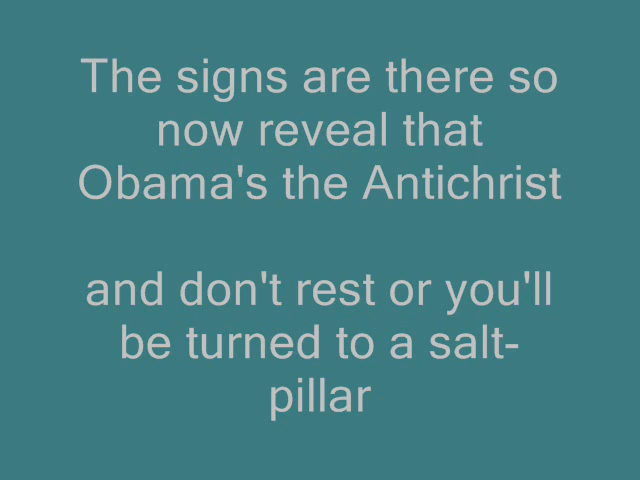 The signs are there so
now reveal that
Obama's the Antichrist
and don't rest or you'll
be turned to a salt-
pillar